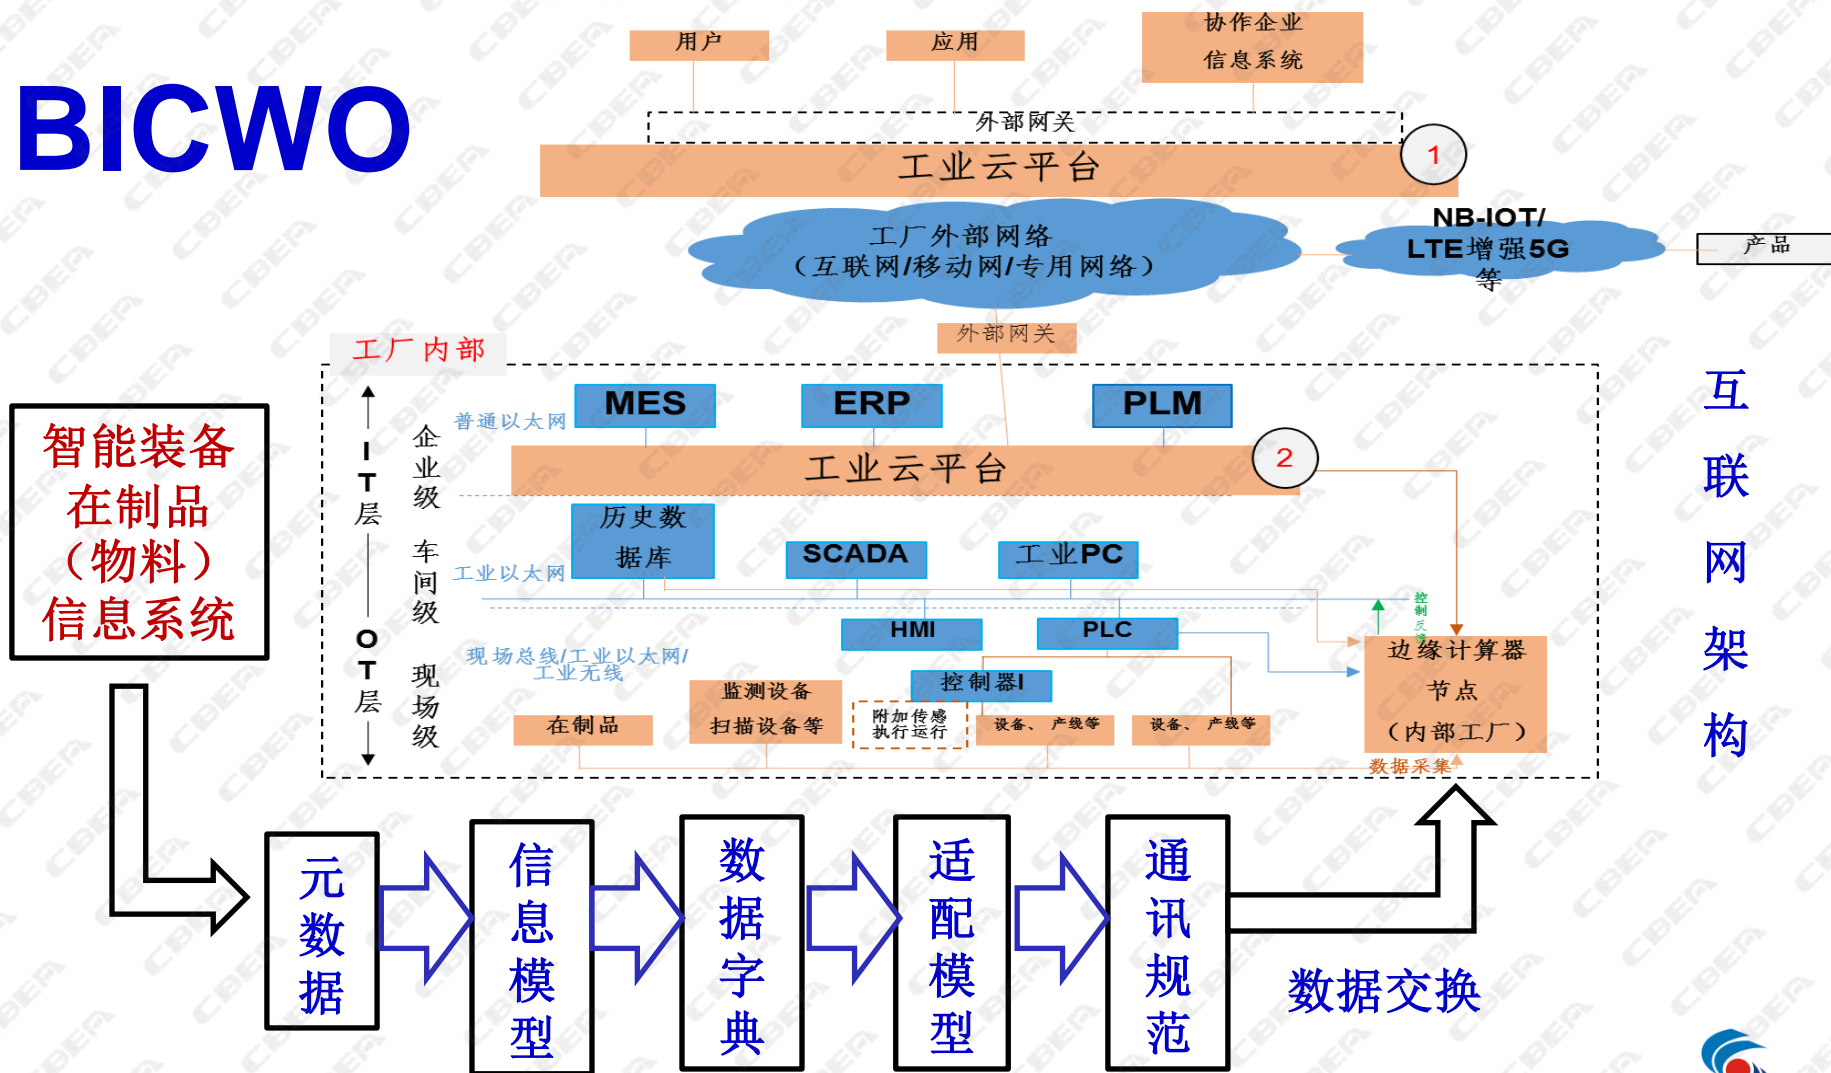 用户
应用
协作企业
信息系统
BICWO
外部网关
工业云平台
1
工厂外部网络
（互联网/移动网/专用网络）
NB-IOT/
LTE增强5G
等
产品
外部网关
工厂内部
互联网架构
智能装备
在制品
（物料）
信息系统
IT层
OT层
企业级
车间级
现场级
普通以太网
MES
ERP
PLM
工业云平台
2
历史数
据库
SCADA
工业PC
工业以太网
控制反馈
HMI
PLC
现场总线/工业以太网/
工业无线
边缘计算器
节点
（内部工厂）
监测设备
扫描设备等
控制器I
在制品
附加传感
执行运行
设备、 产线等
设备、 产线等
数据采集
元数据
信息模型
数据字典
适配模型
通讯规范
数据交换
CBEA